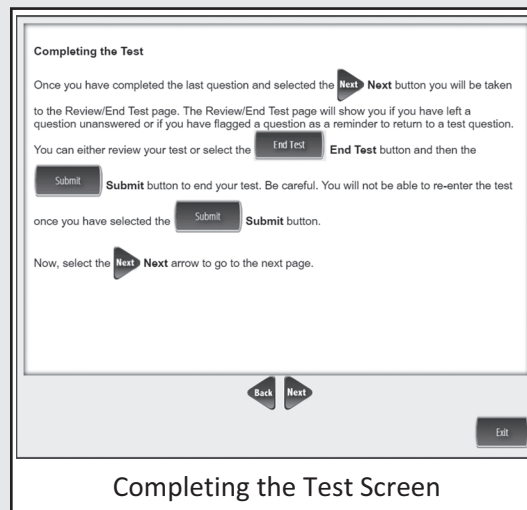 Completing the Test
Once you have completed the last question and selected the Next Next button you will be taken
to the Review/End Test page. The Review/End Test page will show you if you have left a
question unanswered or if you have flagged a question as a reminder to return to a test question.
You can either review your test or select the End Test End Test button and then the
Submit Submit button to end your test. Be careful. You will not be able to re-enter the test
once you have selected the Submit Submit button.
Now, select the Next Next arrow to go to the next page.
Back Next
Exit
Completing the Test Screen